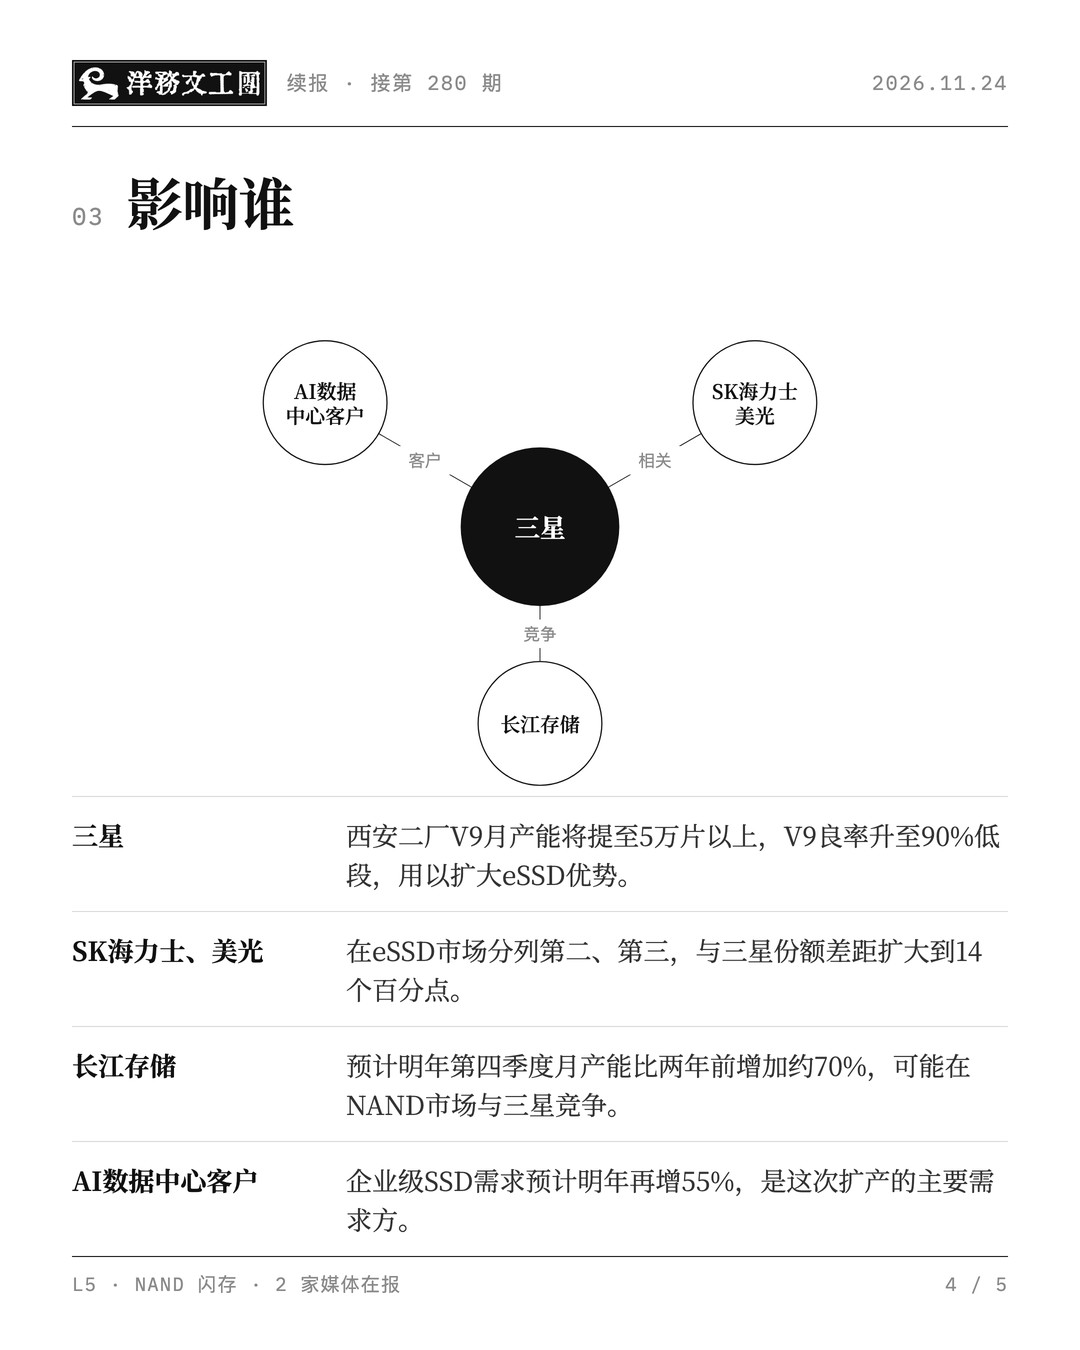 洋務文工團
续报 · 接第 280 期
2026.11.24
03 影响谁
AI数据
中心客户
SK海力士
美光
客户
相关
三星
竞争
长江存储
三星
西安二厂V9月产能将提至5万片以上，V9良率升至90%低
段，用以扩大eSSD优势。
SK海力士、美光
在eSSD市场分列第二、第三，与三星份额差距扩大到14
个百分点。
长江存储
预计明年第四季度月产能比两年前增加约70%，可能在
NAND市场与三星竞争。
AI数据中心客户
企业级SSD需求预计明年再增55%，是这次扩产的主要需
求方。
L5 · NAND 闪存 · 2 家媒体在报
4 / 5